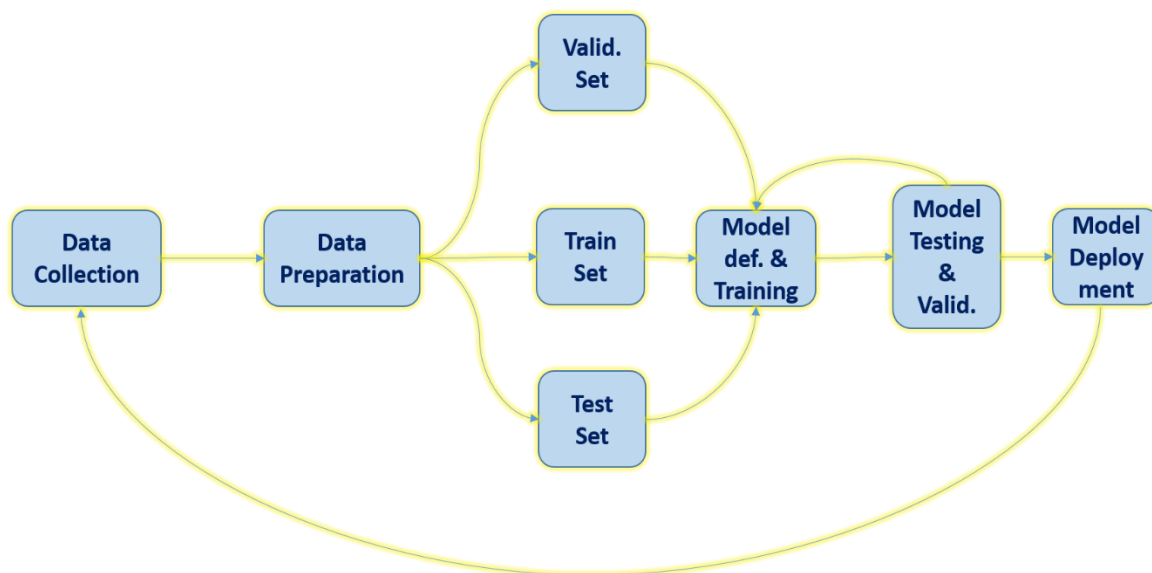 Valid.
Set
Data
Collection
Data
Preparation
Train
Set
Model
def. &
Training
Model
Testing
&
Valid.
Model
Deploy
ment
Test
Set